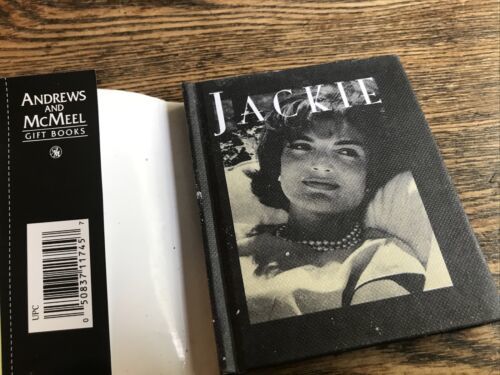 ANDREWS
AND
MCMEEL
GIFT BOOKS
UPC
0 50837 11745 7
JACKIE